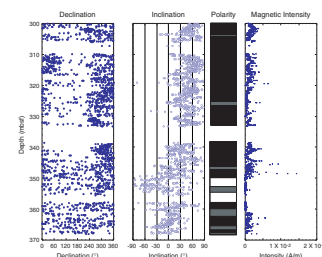 Declination Inclination Polarity Magnetic Intensity
Depth (mbsf)
300
310
320
330
340
350
360
370
0 60 120 180 240 300 360
-90 -60 -30 0 30 60 90
0 1 X 10⁻² 2 X 10
Declination (°) Inclination (°) Intensity (A/m)